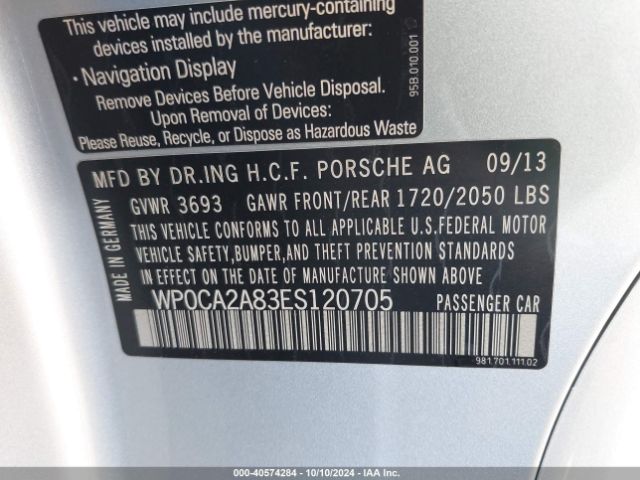 This vehicle may include mercury-containing
devices installed by the manufacturer:
• Navigation Display
Remove Devices Before Vehicle Disposal.
Upon Removal of Devices:
Please Reuse, Recycle, or Dispose as Hazardous Waste
95B.010.001
MFD BY DR.ING H.C.F. PORSCHE AG 09/13
GVWR 3693 GAWR FRONT/REAR 1720/2050 LBS
THIS VEHICLE CONFORMS TO ALL APPLICABLE U.S.FEDERAL MOTOR
VEHICLE SAFETY,BUMPER,AND THEFT PREVENTION STANDARDS
IN EFFECT ON THE DATE OF MANUFACTURE SHOWN ABOVE
WP0CA2A83ES120705 PASSENGER CAR
MADE IN GERMANY
981.701.111.02
000-40574284 - 10/10/2024 - IAA Inc.